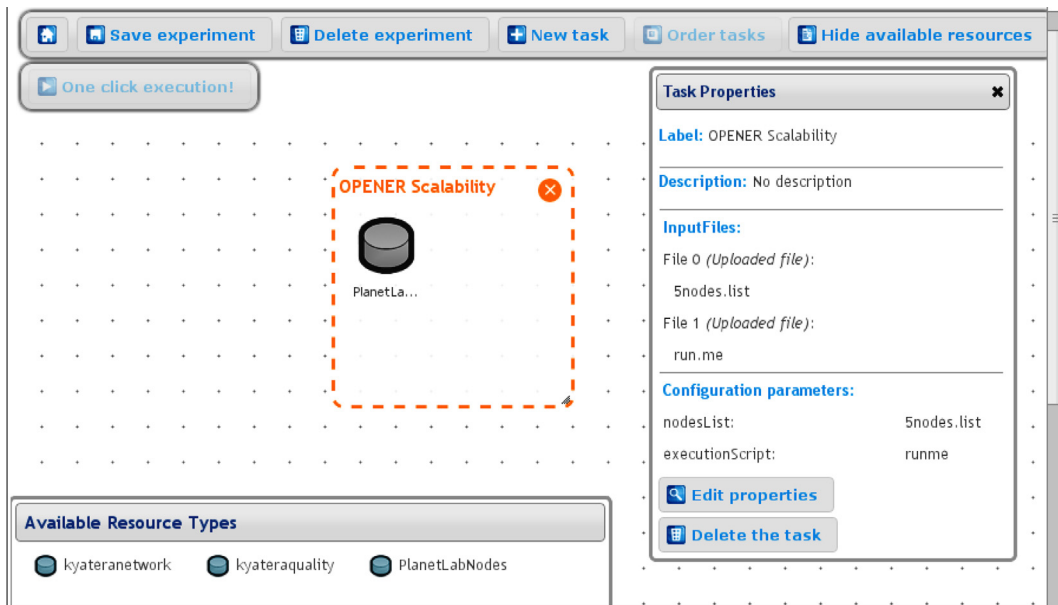 Save experiment Delete experiment New task Order tasks Hide available resources
One click execution!
OPENER Scalability
PlanetLa...
Task Properties
Label: OPENER Scalability
Description: No description
InputFiles:
File 0 (Uploaded file):
5nodes.list
File 1 (Uploaded file):
run.me
Configuration parameters:
nodesList: 5nodes.list
executionScript: runme
Edit properties
Delete the task
Available Resource Types
kyateranetwork kyateraquality PlanetLabNodes